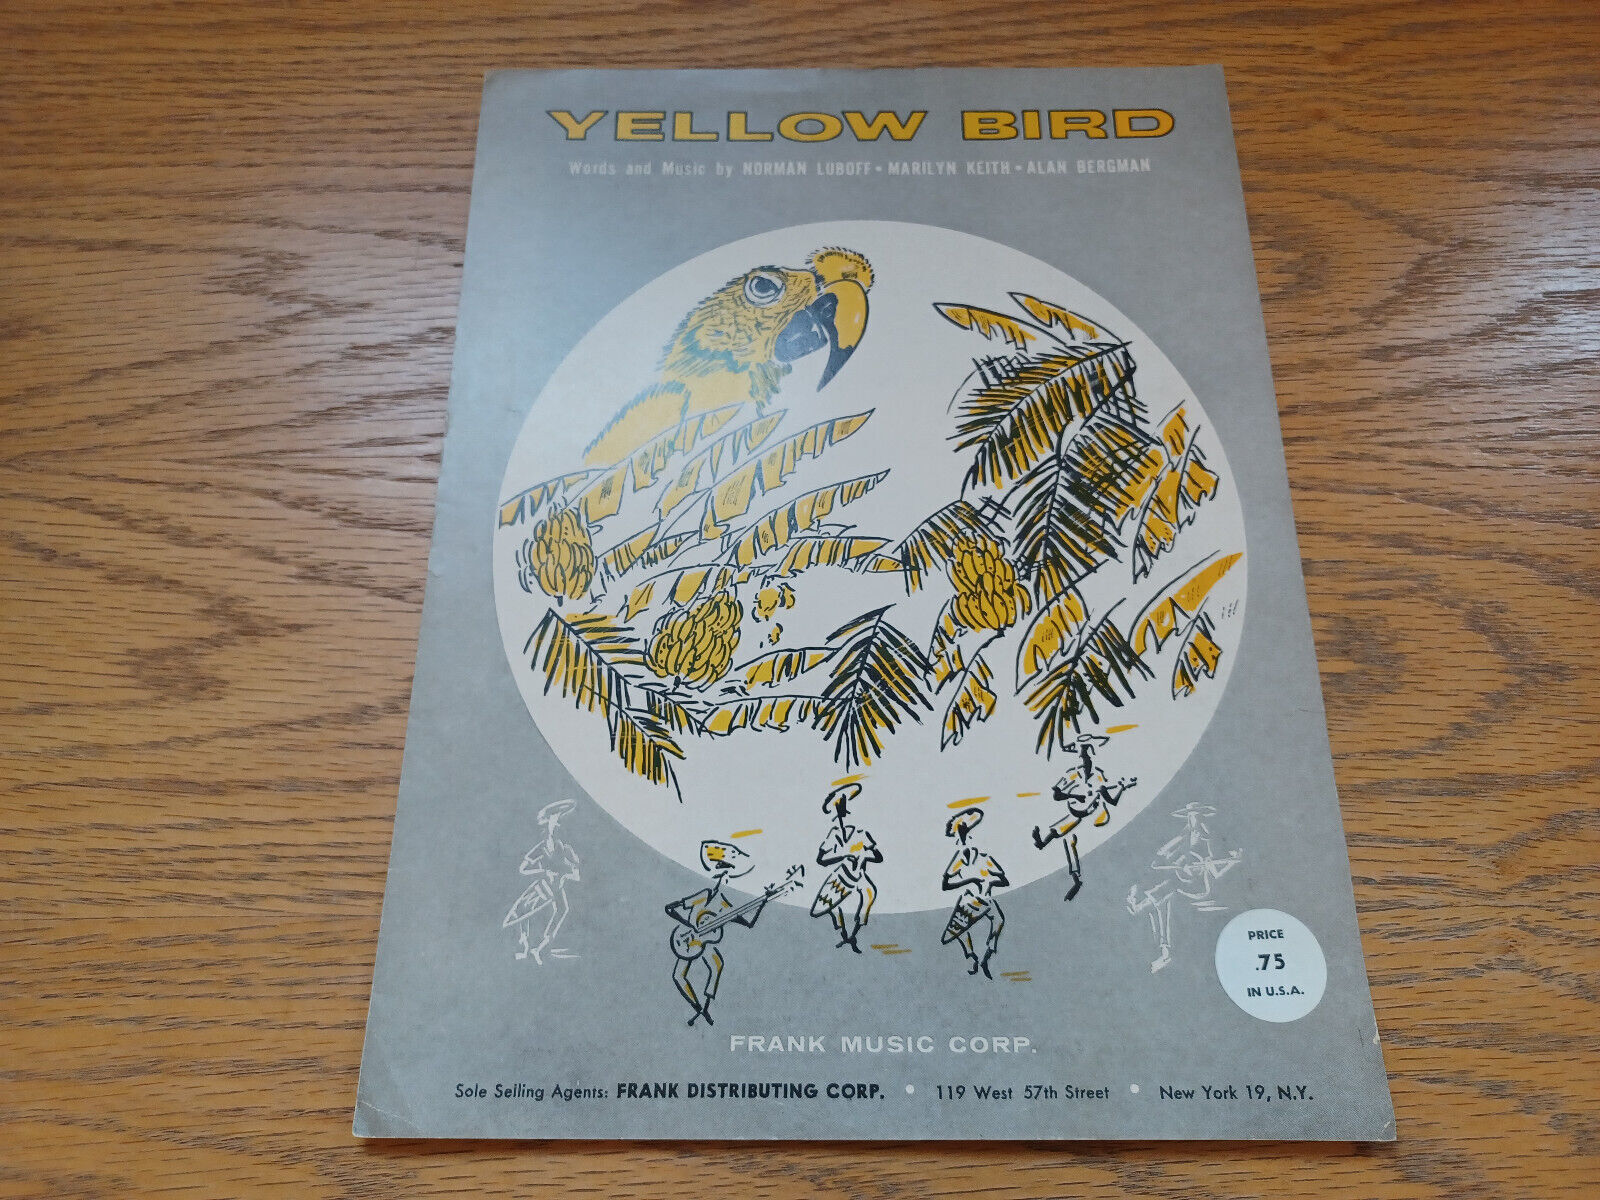 YELLOW BIRD
Words and Music by NORMAN LUBOFF • MARILYN KEITH • ALAN BERGMAN
PRICE
.75
IN U.S.A.
FRANK MUSIC CORP.
Sole Selling Agents: FRANK DISTRIBUTING CORP. • 119 West 57th Street • New York 19, N.Y.